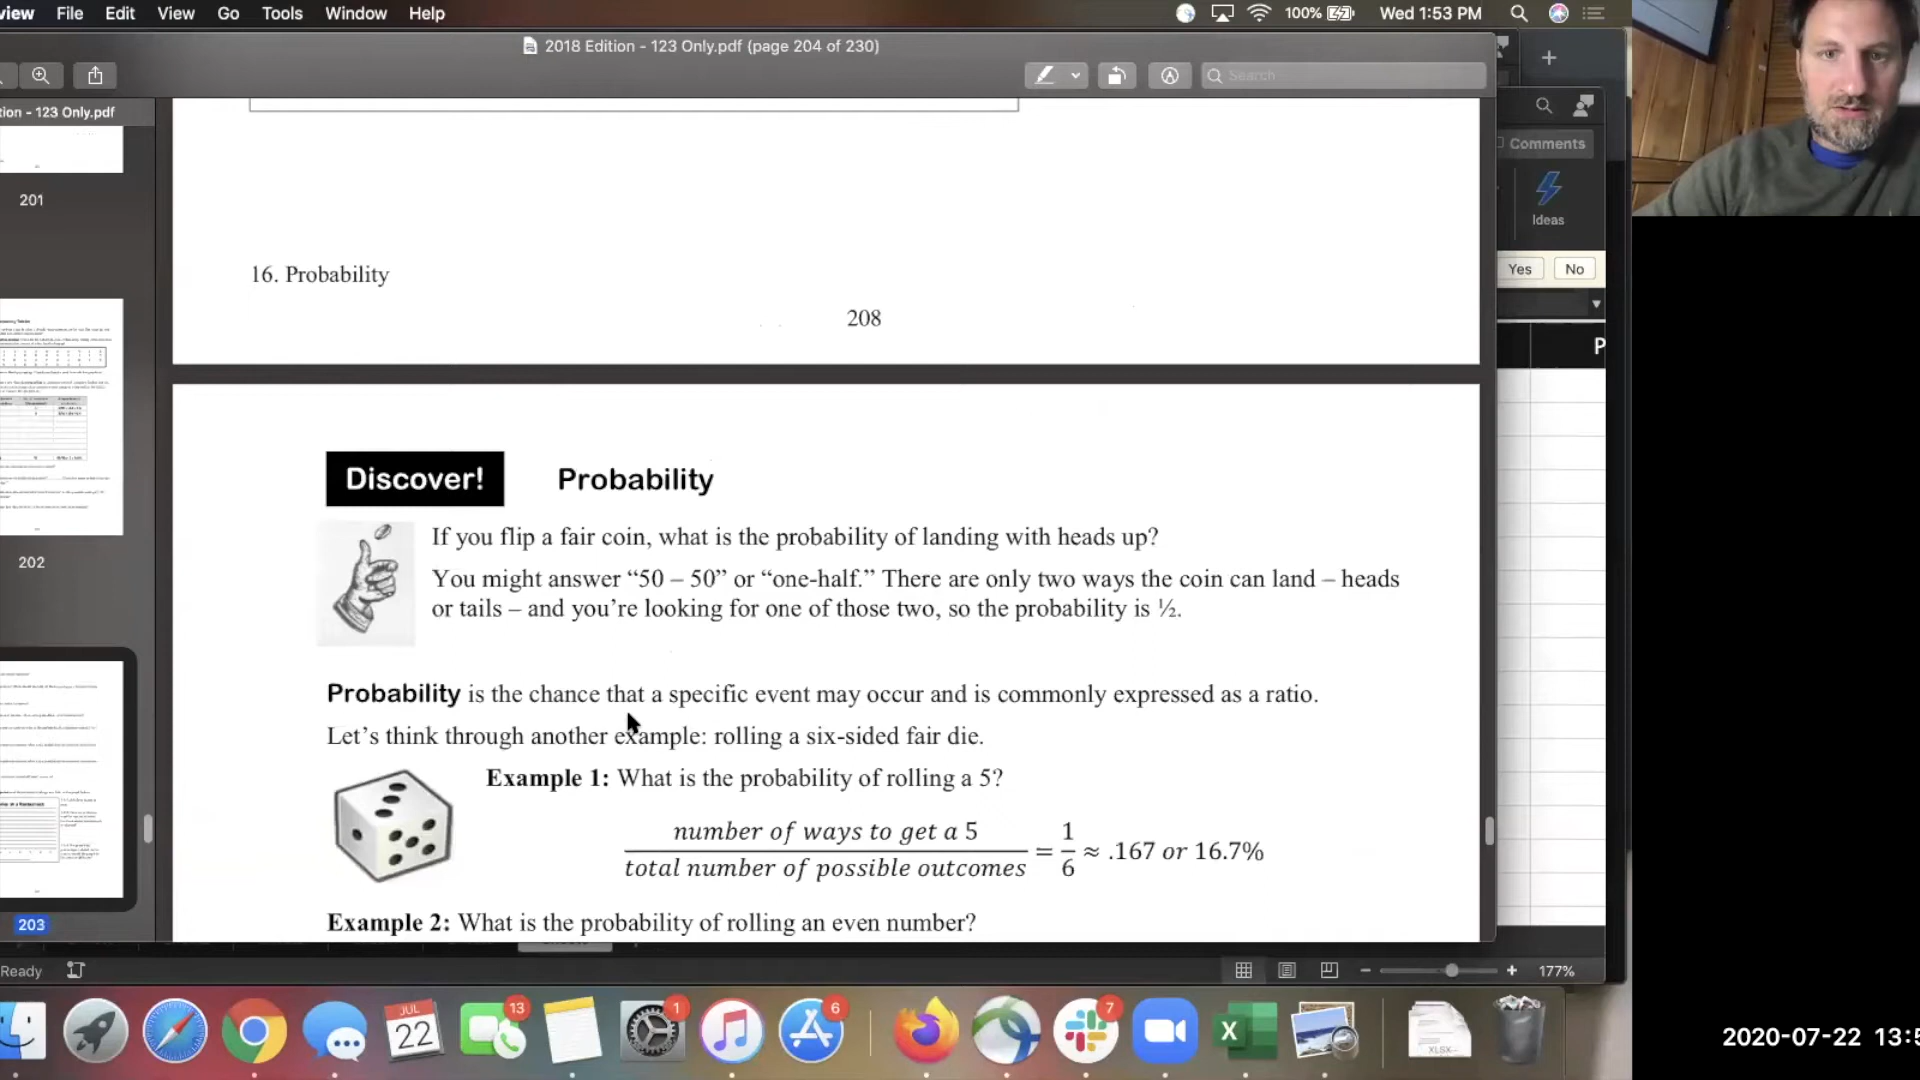 view File Edit View Go Tools Window Help
100% Wed 1:53 PM
2018 Edition - 123 Only.pdf (page 204 of 230)
Search
tion - 123 Only.pdf
201
202
203
16. Probability
208
Discover! Probability
If you flip a fair coin, what is the probability of landing with heads up?
You might answer “50 – 50” or “one-half.” There are only two ways the coin can land – heads
or tails – and you’re looking for one of those two, so the probability is ½.
Probability is the chance that a specific event may occur and is commonly expressed as a ratio.
Let’s think through another example: rolling a six-sided fair die.
Example 1: What is the probability of rolling a 5?
number of ways to get a 5
total number of possible outcomes
= 1/6 ≈ .167 or 16.7%
Example 2: What is the probability of rolling an even number?
Comments
Ideas
Yes No
P
Ready
177%
JUL
22
13
1
6
7
X
XLSX
2020-07-22 13:5